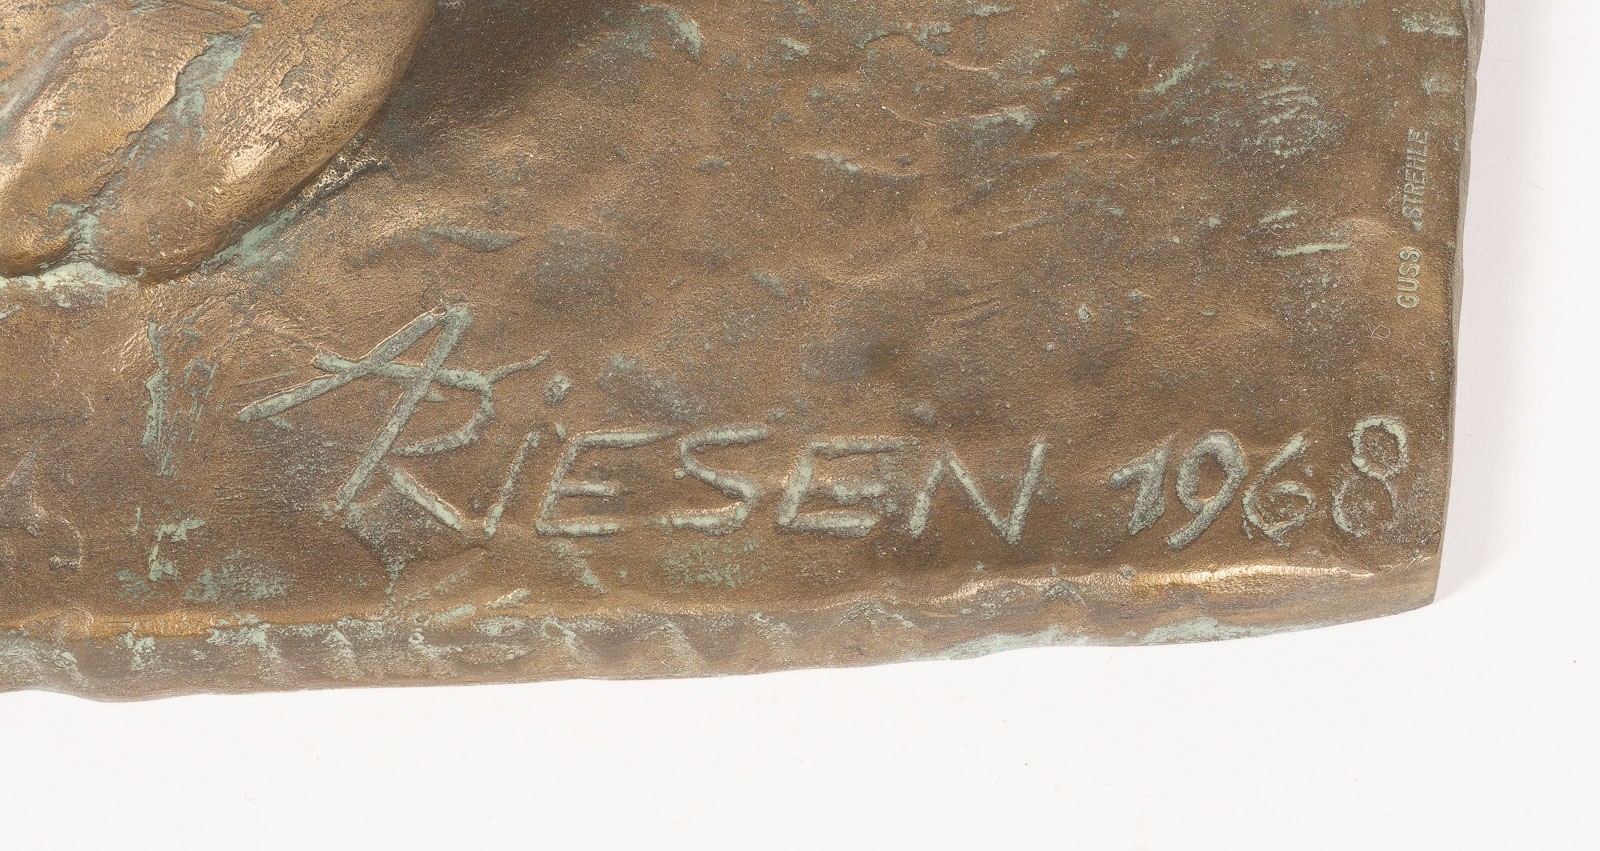 ARIESEN 1968
GUSS STREHLE